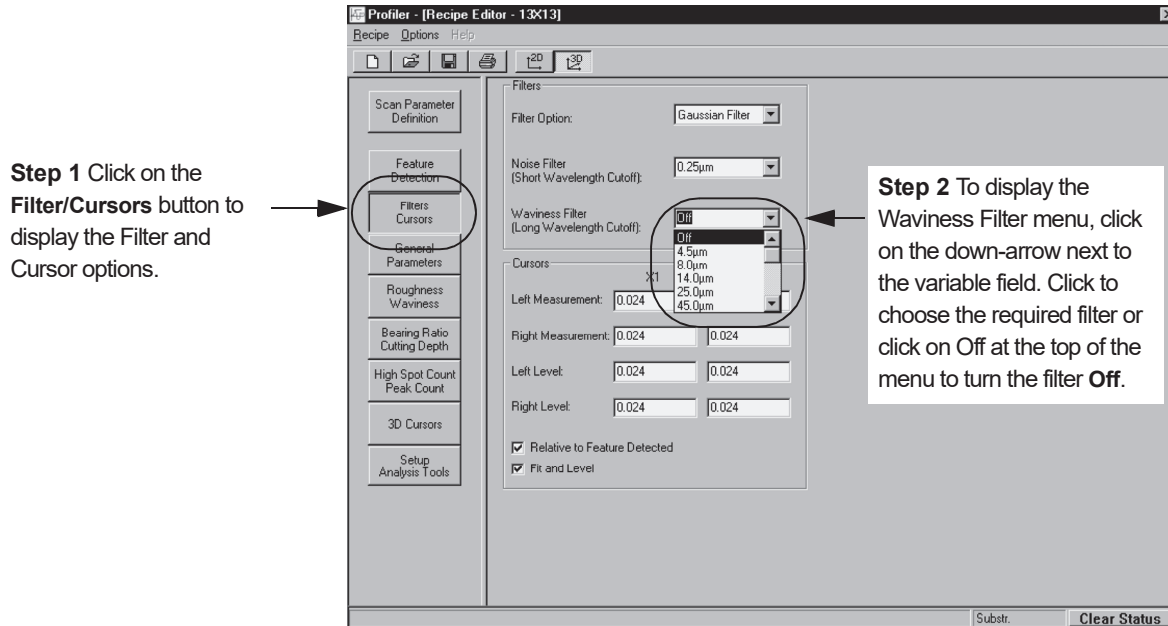 Profiler - [Recipe Editor - 13X13]
Recipe Options Help
2D 3D
Step 1 Click on the
Filter/Cursors button to
display the Filter and
Cursor options.
Scan Parameter
Definition
Feature
Detection
Filters
Cursors
General
Parameters
Roughness
Waviness
Bearing Ratio
Cutting Depth
High Spot Count
Peak Count
3D Cursors
Setup
Analysis Tools
Filters
Filter Option: Gaussian Filter
Noise Filter
(Short Wavelength Cutoff): 0.25µm
Waviness Filter
(Long Wavelength Cutoff): Off
Off
4.5µm
8.0µm
14.0µm
25.0µm
45.0µm
Cursors
X1
Left Measurement: 0.024
Right Measurement: 0.024 0.024
Left Level: 0.024 0.024
Right Level: 0.024 0.024
Relative to Feature Detected
Fit and Level
Step 2 To display the
Waviness Filter menu, click
on the down-arrow next to
the variable field. Click to
choose the required filter or
click on Off at the top of the
menu to turn the filter Off.
Substr. Clear Status